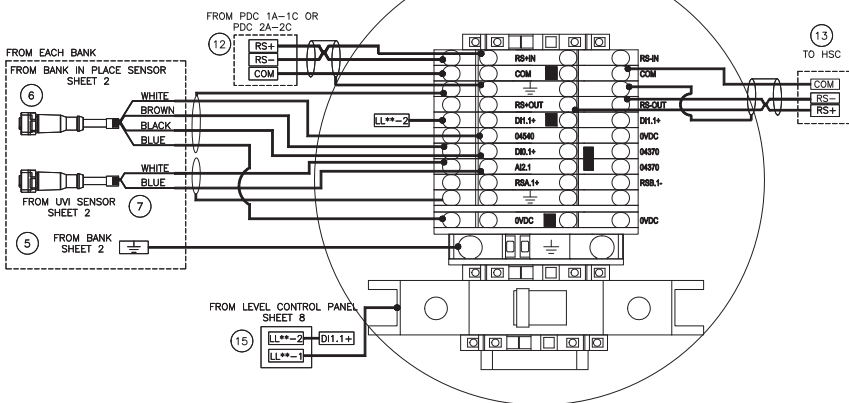 FROM PDC 1A-1C OR
PDC 2A-2C
12
RS+
RS-
COM
13
TO HSC
COM
RS-
RS+
FROM EACH BANK
FROM BANK IN PLACE SENSOR
SHEET 2
6
WHITE
BROWN
BLACK
BLUE
WHITE
BLUE
FROM UVI SENSOR
SHEET 2
7
5
FROM BANK
SHEET 2
LL**-2
RS+IN
RS-IN
COM
COM
RS+OUT
RS-OUT
DI1.1+
DI1.1+
04540
0VDC
DI0.1+
04370
AI2.1
04370
RSA.1+
RSB.1-
0VDC
0VDC
FROM LEVEL CONTROL PANEL
SHEET 8
15
LL**-2
DI1.1+
LL**-1